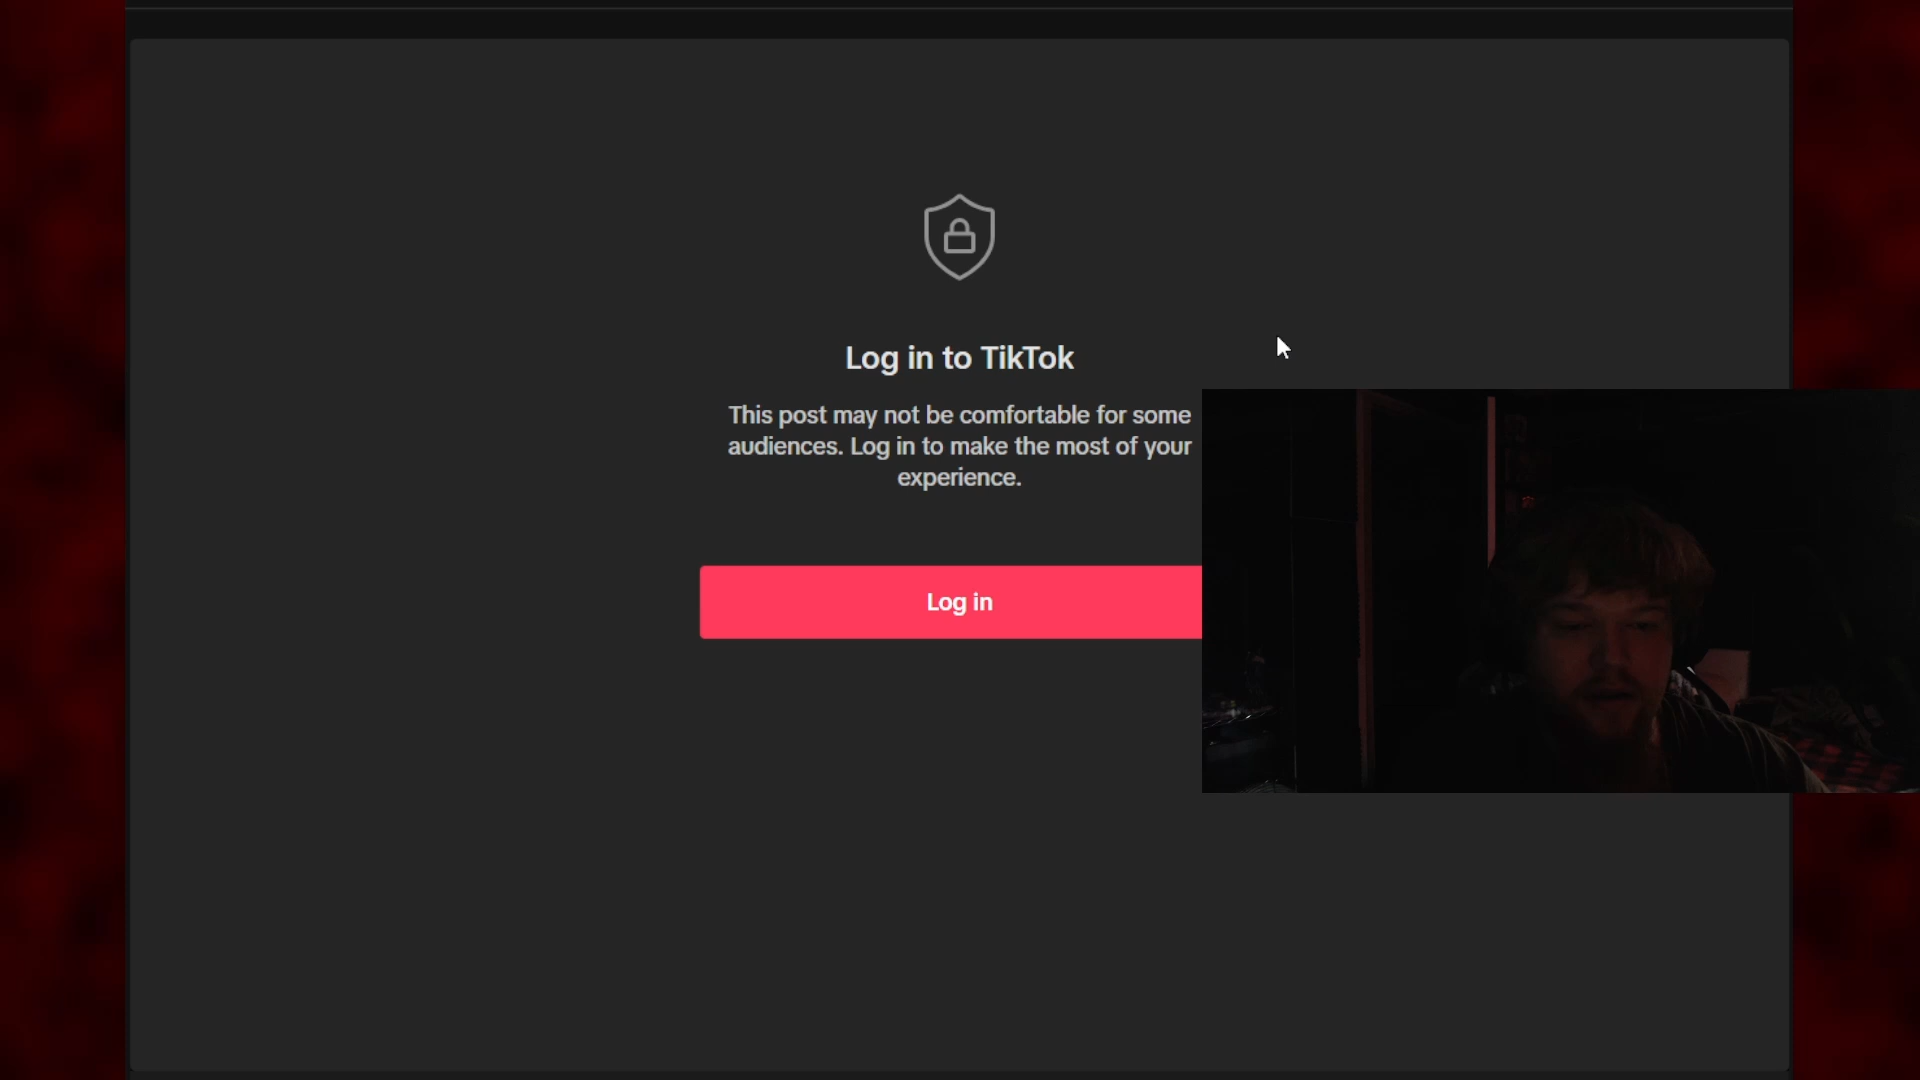 Log in to TikTok
This post may not be comfortable for some
audiences. Log in to make the most of your
experience.
Log in